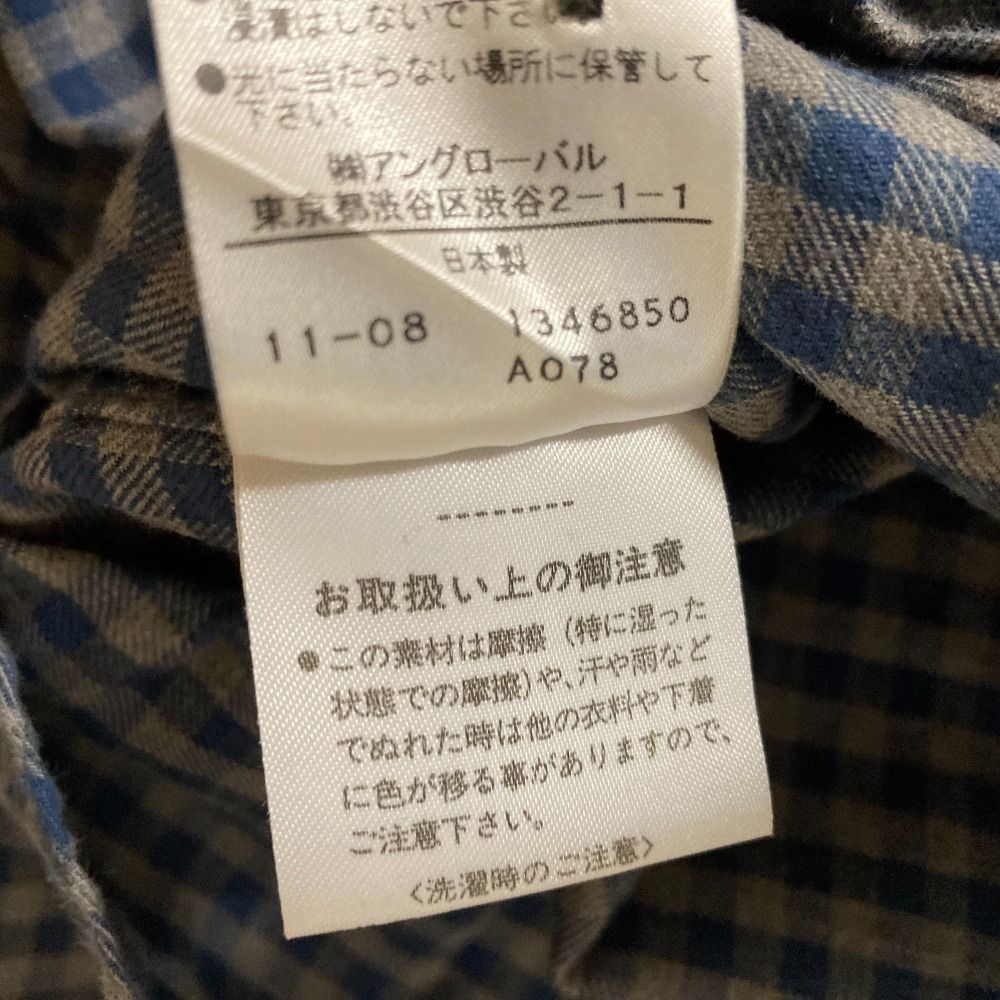 浸漬はしないで下さい
●光に当たらない場所に保管して
下さい。
㈱アングローバル
東京都渋谷区渋谷2-1-1
日本製
11-08 1346850
A078
--------
お取扱い上の御注意
●この素材は摩擦(特に湿った
状態での摩擦)や、汗や雨など
でぬれた時は他の衣料や下着
に色が移る事がありますので、
ご注意下さい。
<洗濯時のご注意>